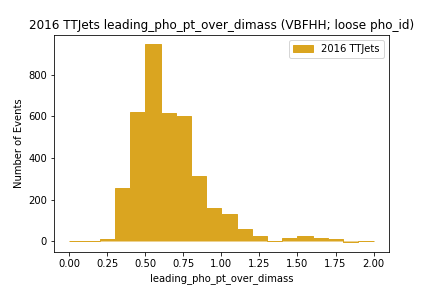 2016 TTJets leading_pho_pt_over_dimass (VBFHH; loose pho_id)
2016 TTJets
Number of Events
800
600
400
200
0
0.00 0.25 0.50 0.75 1.00 1.25 1.50 1.75 2.00
leading_pho_pt_over_dimass